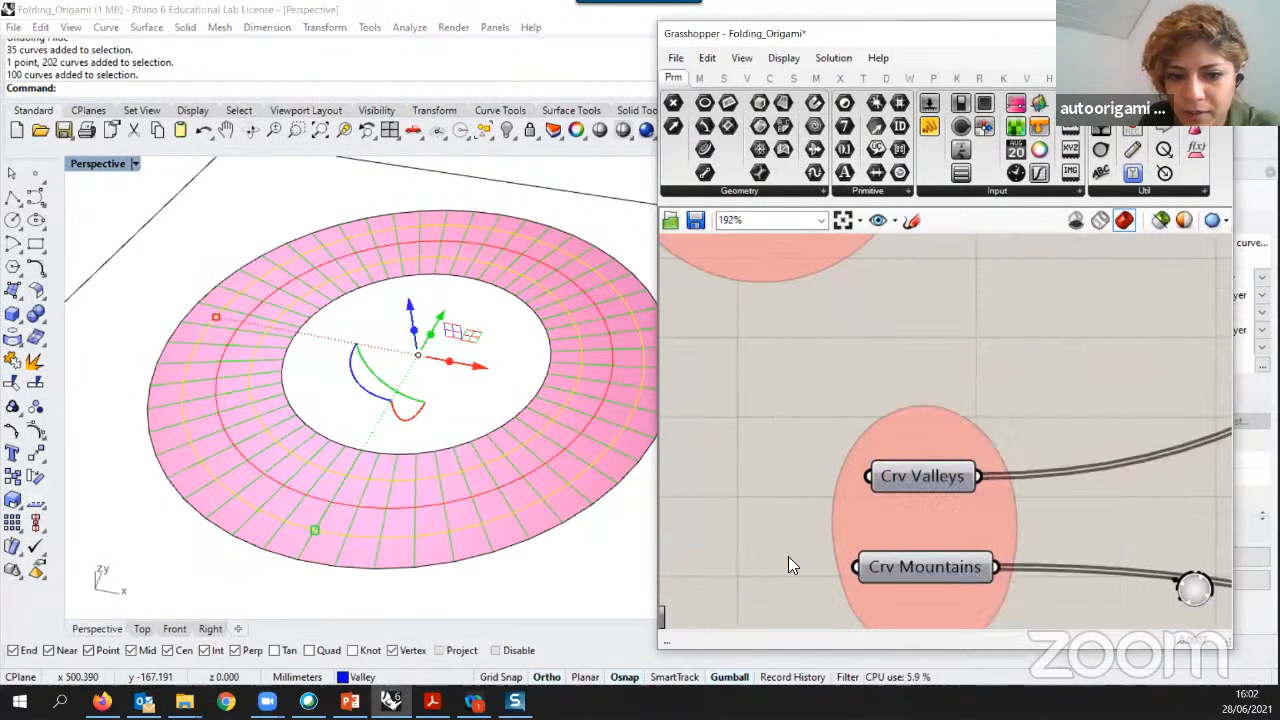 Folding_Origami (1 MB) - Rhino 6 Educational Lab License - [Perspective]
File Edit View Curve Surface Solid Mesh Dimension Transform Tools Analyze Render Panels Help
35 curves added to selection.
1 point, 202 curves added to selection.
100 curves added to selection.
Command:
Standard CPlanes Set View Display Select Viewport Layout Visibility Transform Curve Tools Surface Tools Solid To
Perspective
z y
x
Perspective Top Front Right
End Near Point Mid Cen Int Perp Tan Quad Knot Vertex Project Disable
CPlane x 500.390 y -167.191 z 0.000 Millimeters Valley Grid Snap Ortho Planar Osnap SmartTrack Gumball Record History Filter CPU use: 5.9 %
Grasshopper - Folding_Origami*
File Edit View Display Solution Help
Prm M S V C S M X T D W P K R K V H
Geometry Primitive Input Util
192%
Crv Valleys
Crv Mountains
...
autoorigami ...
curve...
yer
yer
zoom
16:02
28/06/2021